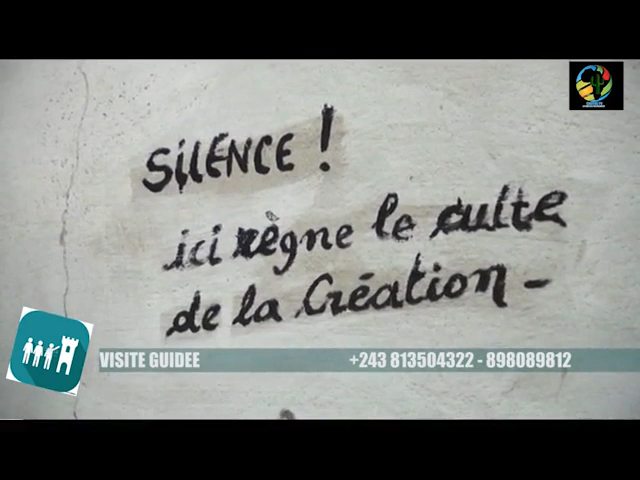 SiLENCE !
ici règne le culte
de la Création –
VISITE GUIDEE
+243 813504322 - 898089812